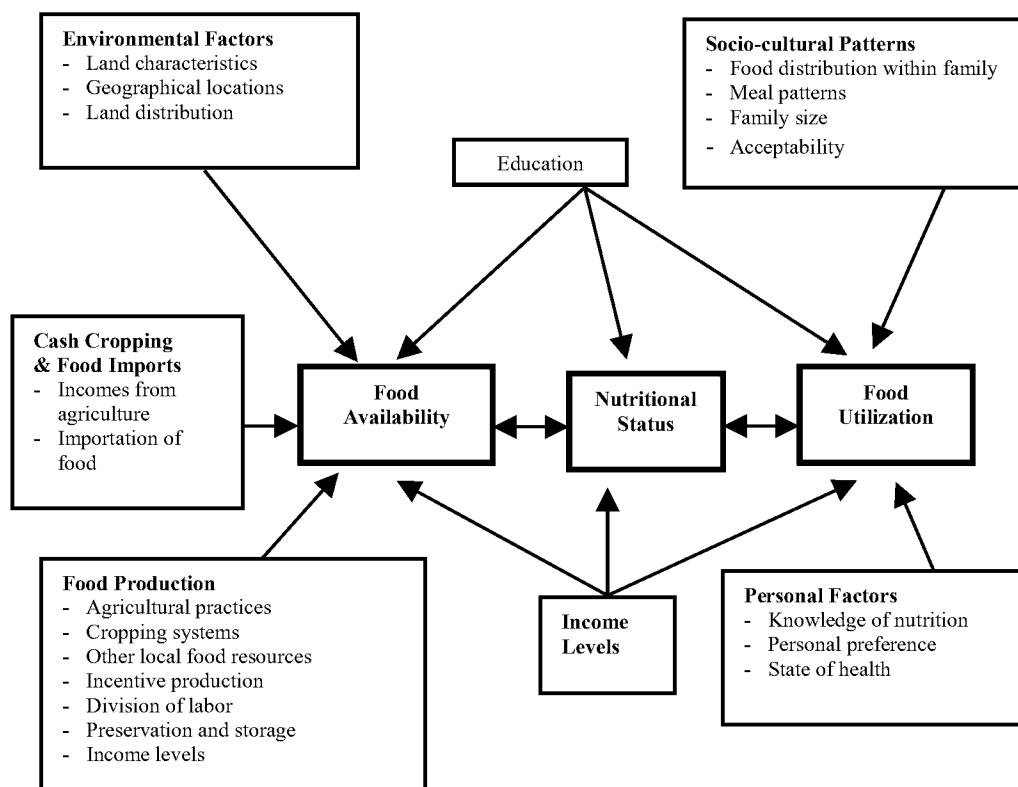 Environmental Factors
- Land characteristics
- Geographical locations
- Land distribution
Socio-cultural Patterns
- Food distribution within family
- Meal patterns
- Family size
- Acceptability
Education
Cash Cropping
& Food Imports
- Incomes from
agriculture
- Importation of
food
Food
Availability
Nutritional
Status
Food
Utilization
Food Production
- Agricultural practices
- Cropping systems
- Other local food resources
- Incentive production
- Division of labor
- Preservation and storage
- Income levels
Income
Levels
Personal Factors
- Knowledge of nutrition
- Personal preference
- State of health